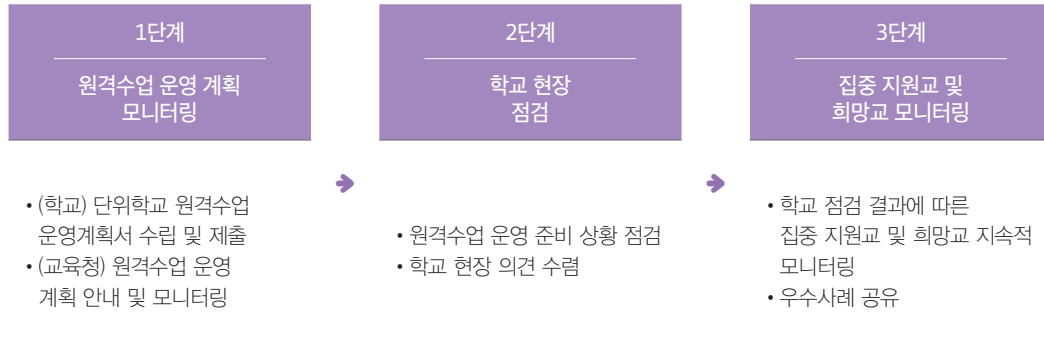 1단계
원격수업 운영 계획
모니터링
• (학교) 단위학교 원격수업
운영계획서 수립 및 제출
• (교육청) 원격수업 운영
계획 안내 및 모니터링
2단계
학교 현장
점검
• 원격수업 운영 준비 상황 점검
• 학교 현장 의견 수렴
3단계
집중 지원교 및
희망교 모니터링
• 학교 점검 결과에 따른
집중 지원교 및 희망교 지속적
모니터링
• 우수사례 공유